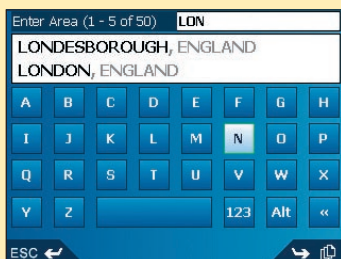 Enter Area (1 - 5 of 50) LON
LONDESBOROUGH, ENGLAND
LONDON, ENGLAND
A B C D E F G H
I J K L M N O P
Q R S T U V W X
Y Z 123 Alt «
ESC